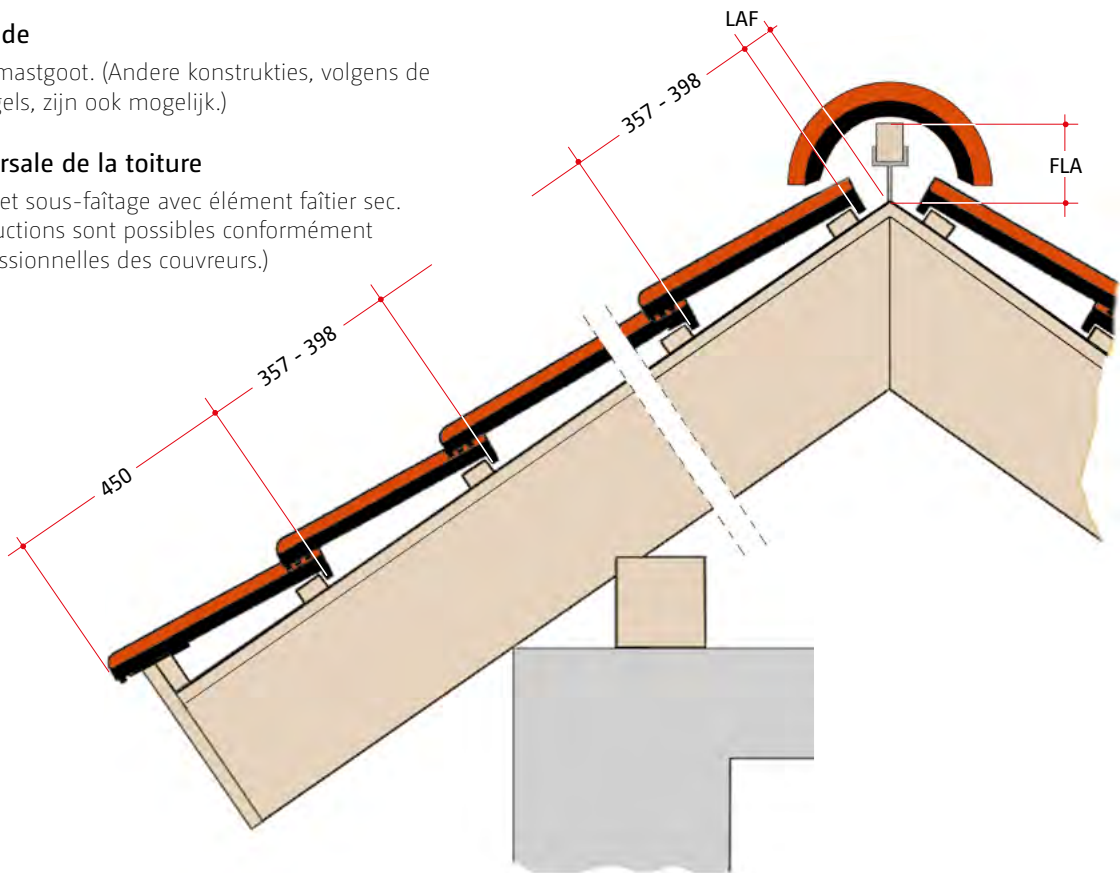 de
mastgoot. (Andere konstrukties, volgens de
gels, zijn ook mogelijk.)
rsale de la toiture
et sous-faîtage avec élément faîtier sec.
uctions sont possibles conformément
essionnelles des couvreurs.)
LAF
357 - 398
FLA
357 - 398
450